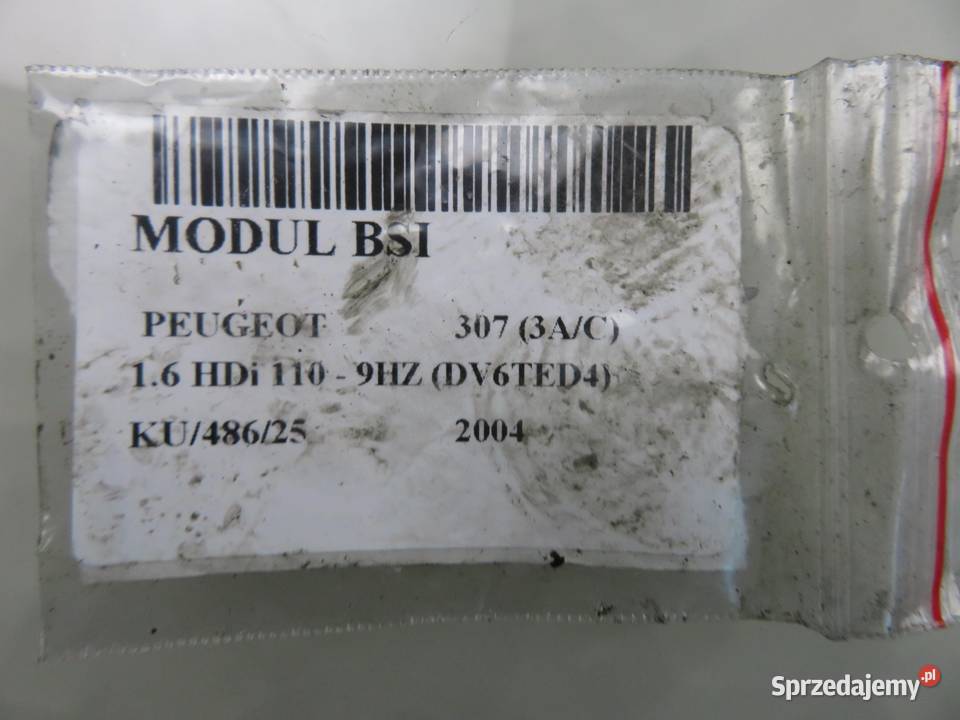 MODUL BSI
PEUGEOT 307 (3A/C)
1.6 HDi 110 - 9HZ (DV6TED4)
KU/486/25 2004
Sprzedajemy.pl